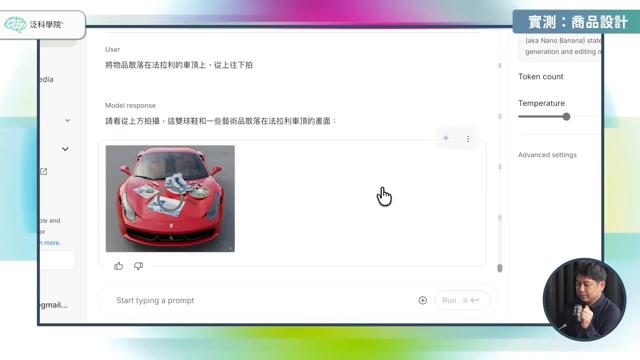 泛科學院
實測：商品設計
(aka Nano Banana) state
generation and editing m
User
將物品散落在法拉利的車頂上，從上往下拍
edia
Token count
Model response
Temperature
請看從上方拍攝，這雙球鞋和一些藝術品散落在法拉利車頂的畫面：
Advanced settings
ple and
or
n more.
Start typing a prompt
Run
@gmail...